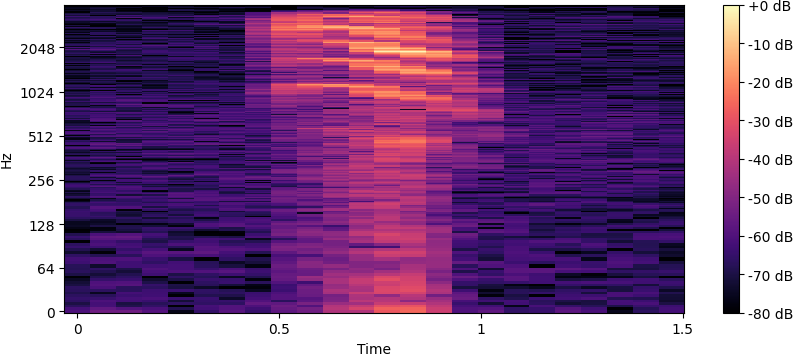 Hz
2048
1024
512
256
128
64
0
0
0.5
1
1.5
Time
+0 dB
-10 dB
-20 dB
-30 dB
-40 dB
-50 dB
-60 dB
-70 dB
-80 dB